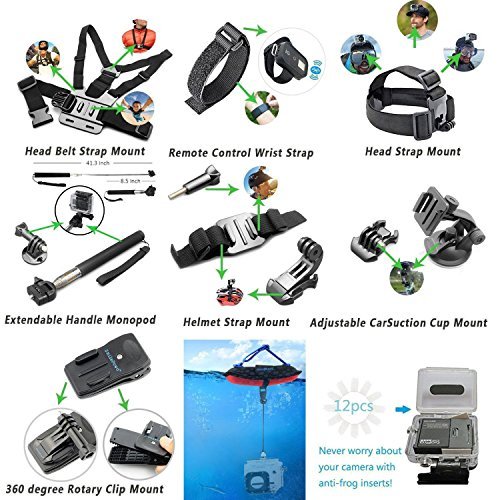 Head Belt Strap Mount
Remote Control Wrist Strap
Head Strap Mount
41.3 inch
8.5 inch
Extendable Handle Monopod
Helmet Strap Mount
Adjustable CarSuction Cup Mount
360 degree Rotary Clip Mount
12pcs
Never worry about
your camera with
anti-frog inserts!